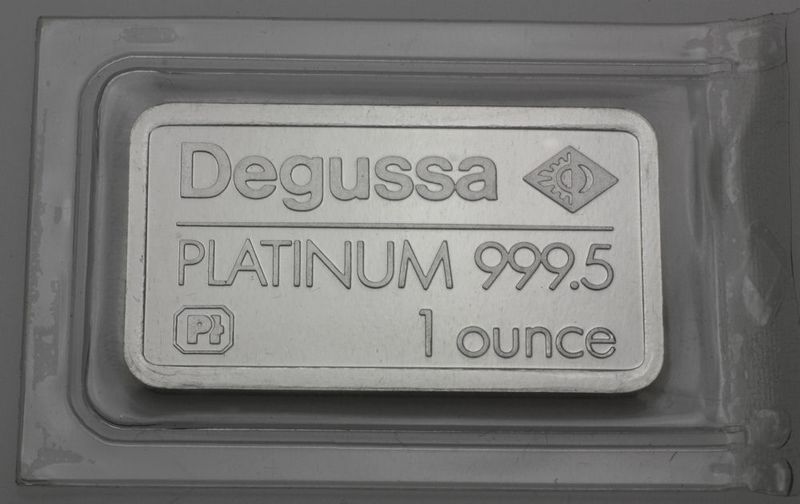 Degussa
PLATINUM 999.5
Pt
1 ounce